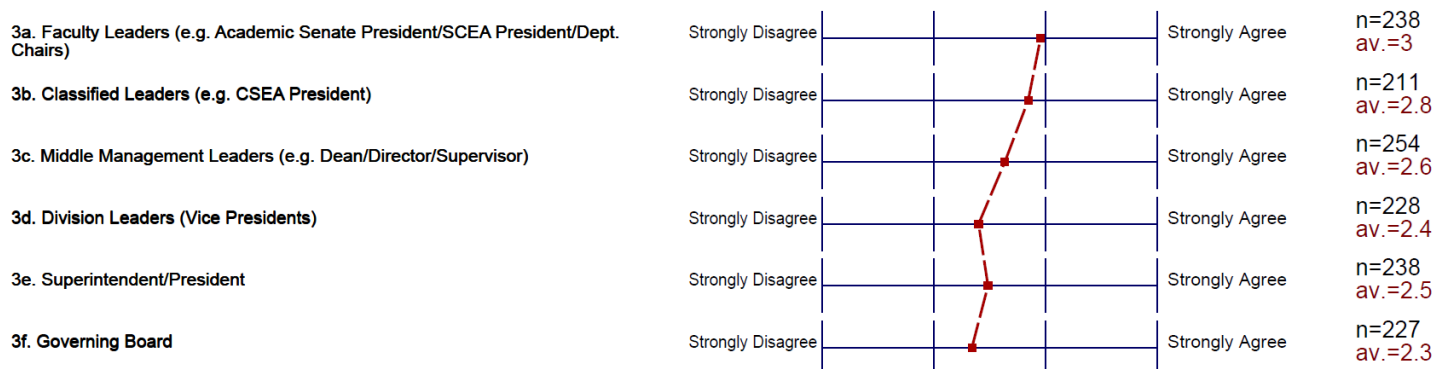 3a. Faculty Leaders (e.g. Academic Senate President/SCEA President/Dept. Chairs)
Strongly Disagree
Strongly Agree
n=238
av.=3
3b. Classified Leaders (e.g. CSEA President)
Strongly Disagree
Strongly Agree
n=211
av.=2.8
3c. Middle Management Leaders (e.g. Dean/Director/Supervisor)
Strongly Disagree
Strongly Agree
n=254
av.=2.6
3d. Division Leaders (Vice Presidents)
Strongly Disagree
Strongly Agree
n=228
av.=2.4
3e. Superintendent/President
Strongly Disagree
Strongly Agree
n=238
av.=2.5
3f. Governing Board
Strongly Disagree
Strongly Agree
n=227
av.=2.3